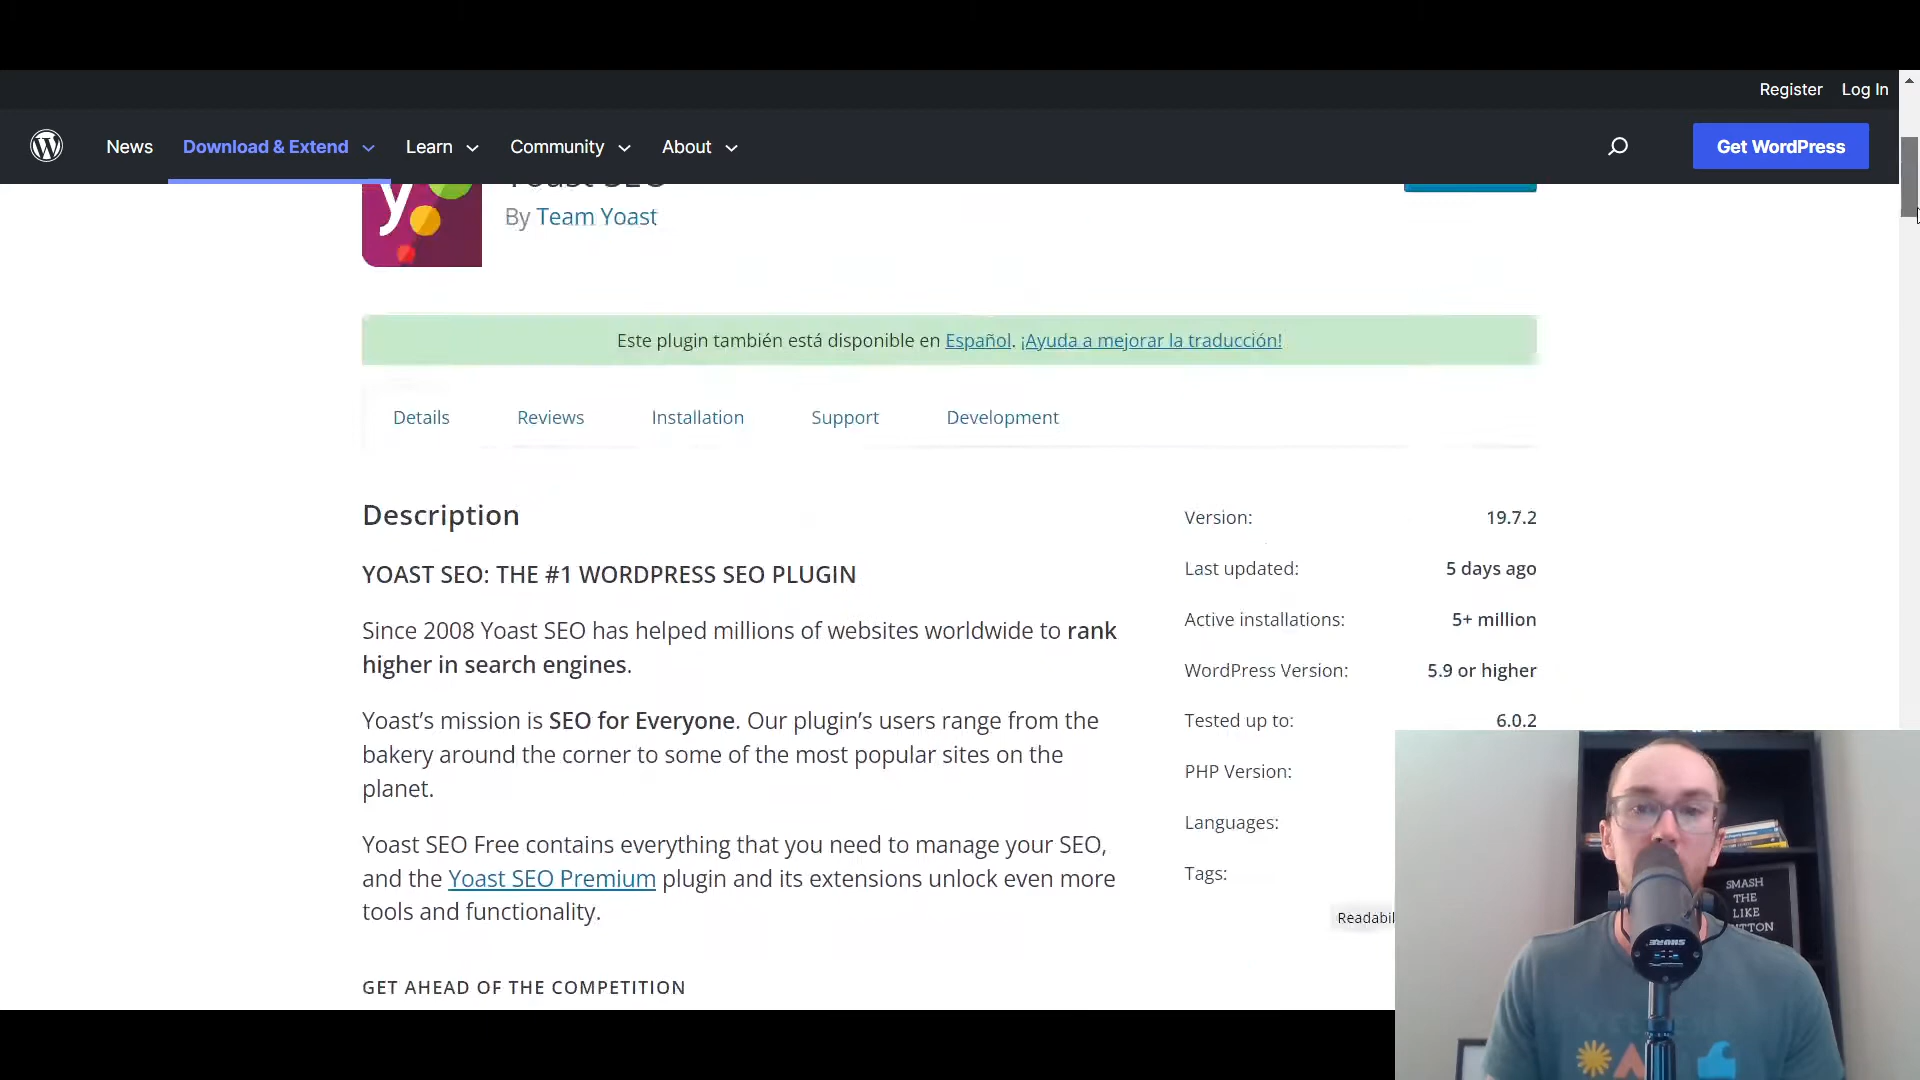 Register Log In
News Download & Extend Learn Community About Get WordPress
Yoast SEO
By Team Yoast
Este plugin también está disponible en Español. ¡Ayuda a mejorar la traducción!
Details Reviews Installation Support Development
Description
YOAST SEO: THE #1 WORDPRESS SEO PLUGIN
Since 2008 Yoast SEO has helped millions of websites worldwide to rank
higher in search engines.
Yoast’s mission is SEO for Everyone. Our plugin’s users range from the
bakery around the corner to some of the most popular sites on the
planet.
Yoast SEO Free contains everything that you need to manage your SEO,
and the Yoast SEO Premium plugin and its extensions unlock even more
tools and functionality.
GET AHEAD OF THE COMPETITION
Version: 19.7.2
Last updated: 5 days ago
Active installations: 5+ million
WordPress Version: 5.9 or higher
Tested up to: 6.0.2
PHP Version:
Languages:
Tags:
Readabil
SMASH
THE
LIKE
TTON
SHURE